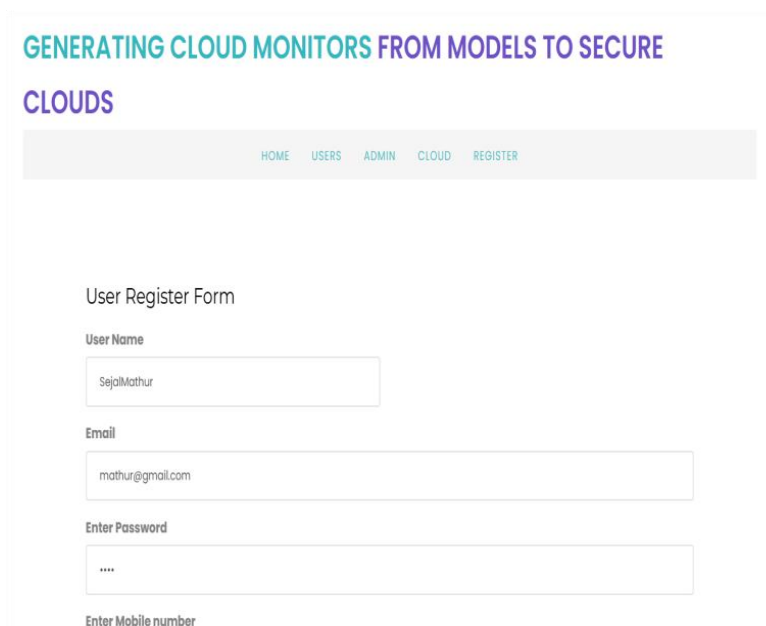 GENERATING CLOUD MONITORS FROM MODELS TO SECURE
CLOUDS
HOME USERS ADMIN CLOUD REGISTER
User Register Form
User Name
SejalMathur
Email
mathur@gmail.com
Enter Password
••••
Enter Mobile number